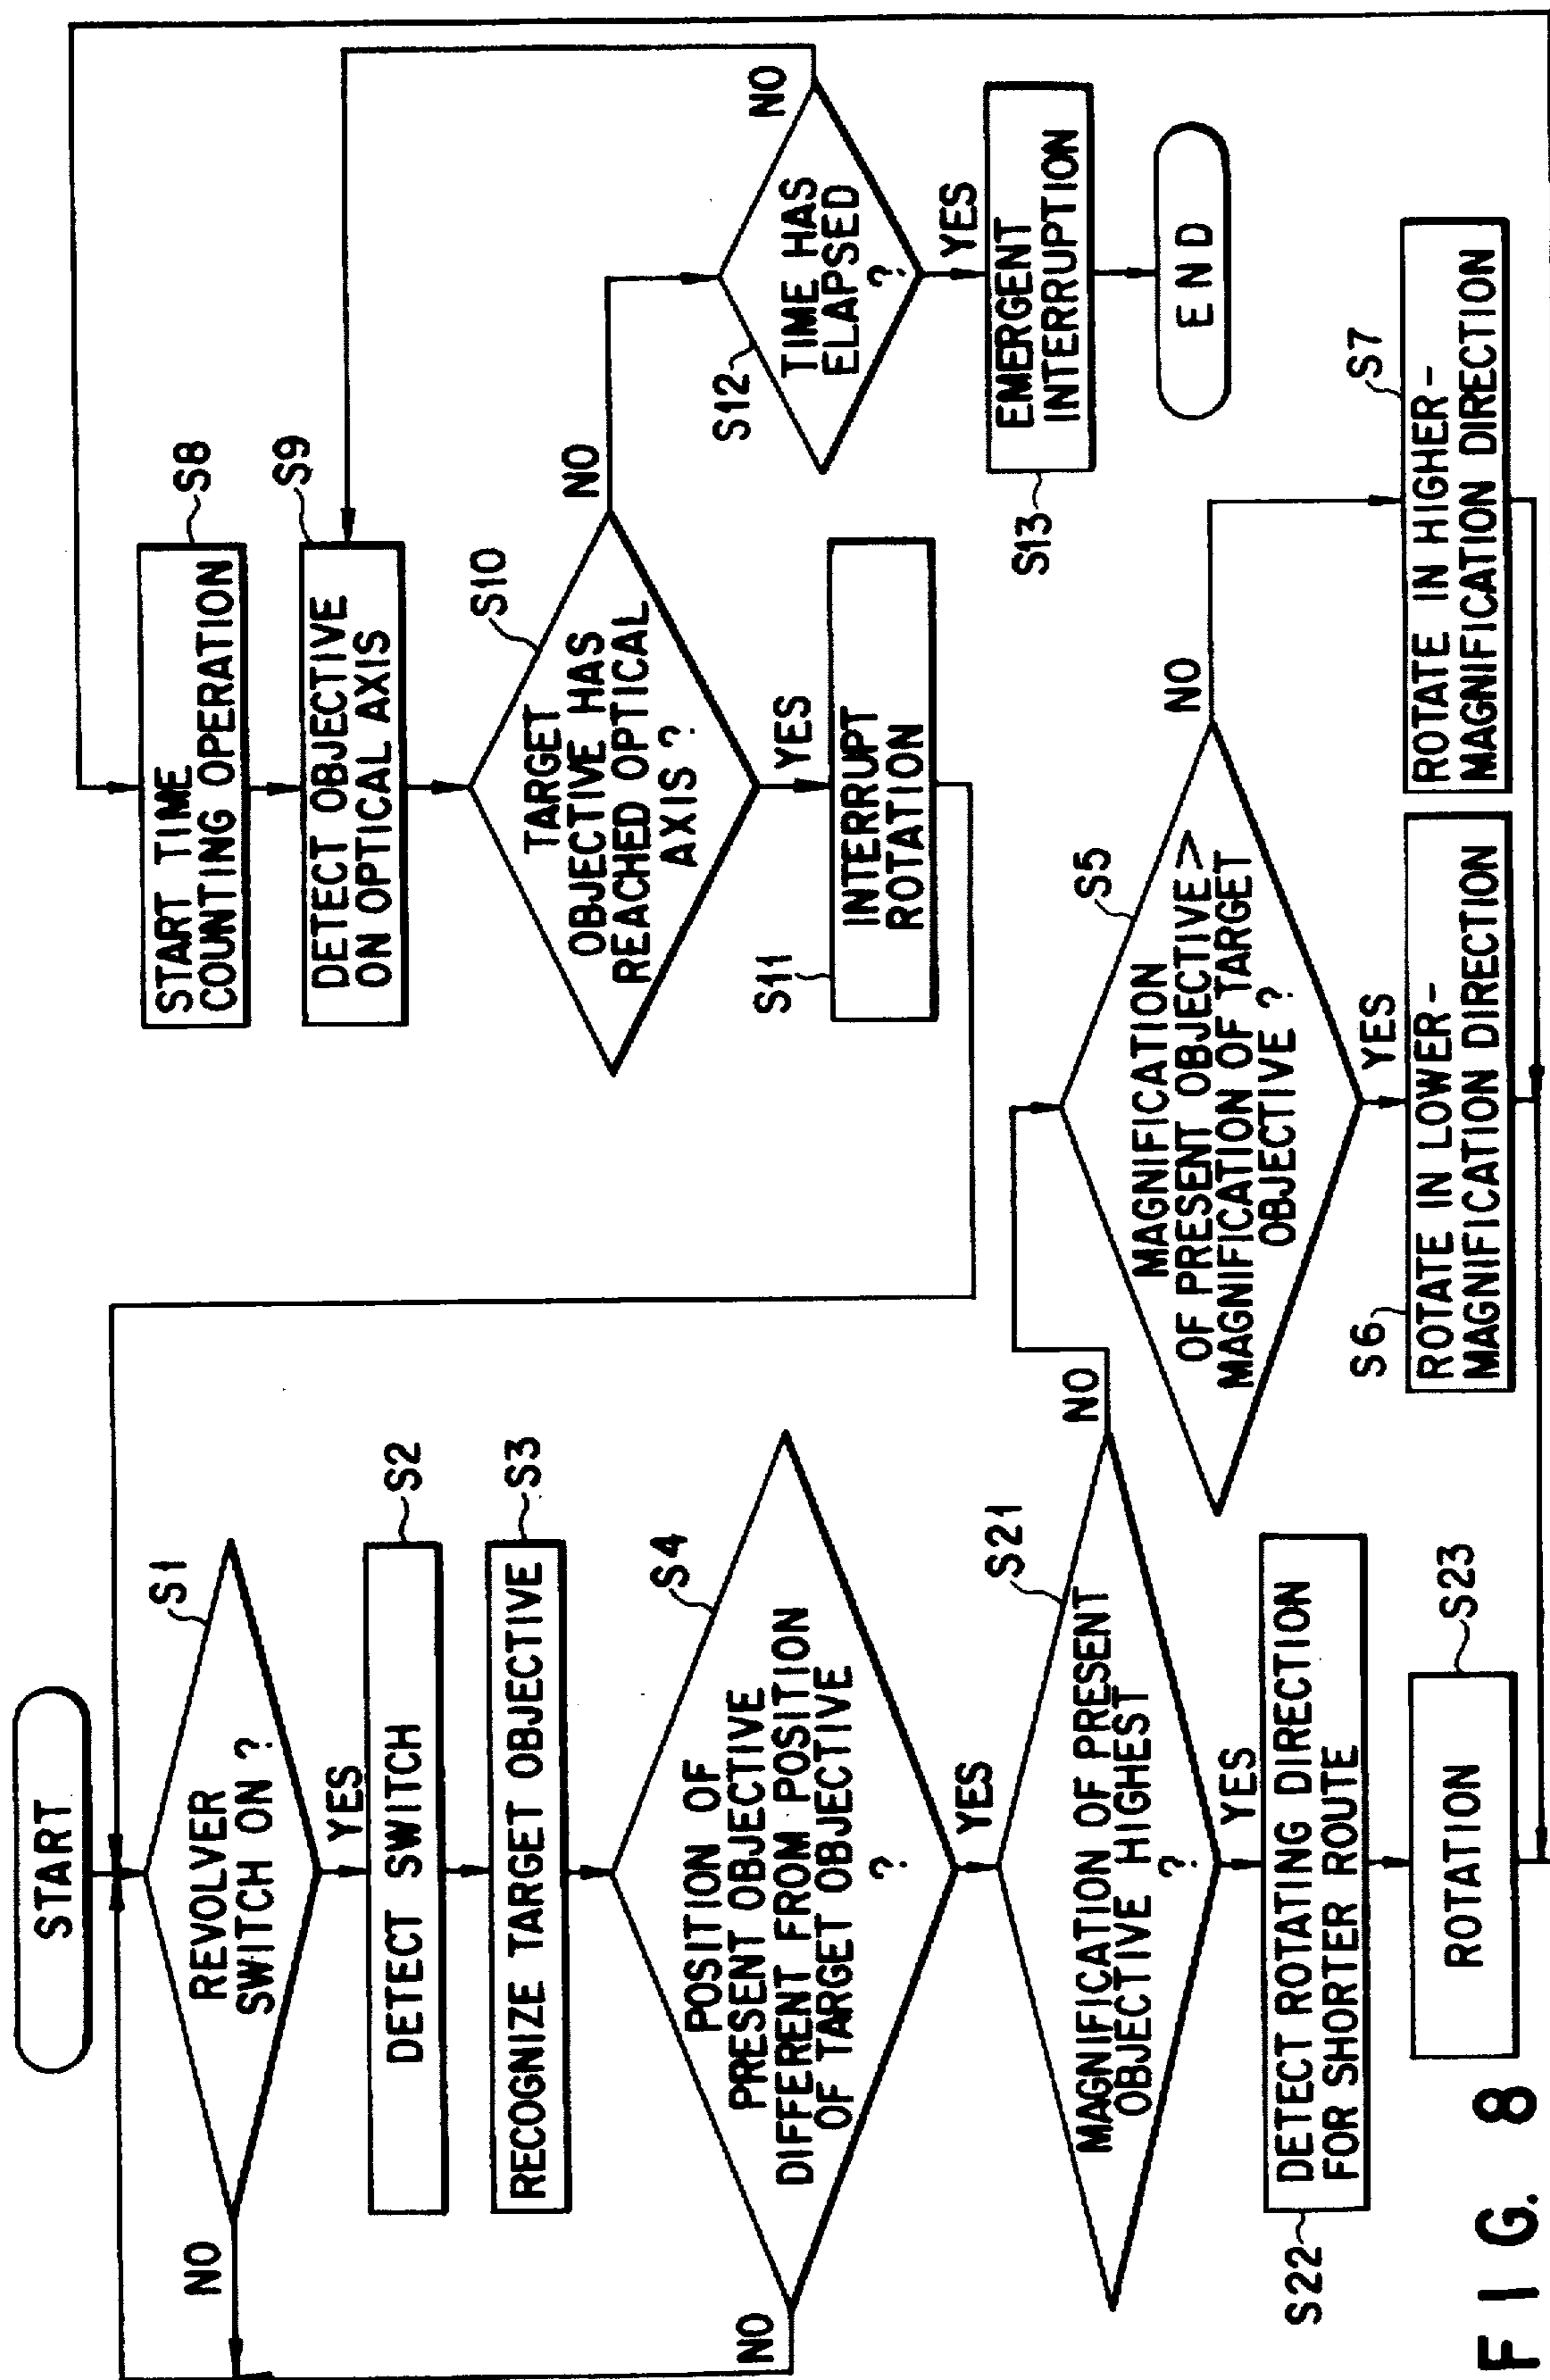 START
S1
REVOLVER
SWITCH ON ?
NO
YES
S2
DETECT SWITCH
S3
RECOGNIZE TARGET OBJECTIVE
S4
POSITION OF
PRESENT OBJECTIVE
DIFFERENT FROM POSITION
OF TARGET OBJECTIVE
?
NO
YES
S21
MAGNIFICATION OF PRESENT
OBJECTIVE HIGHEST
?
NO
YES
S22
DETECT ROTATING DIRECTION
FOR SHORTER ROUTE
S23
ROTATION
S8
START TIME
COUNTING OPERATION
S9
DETECT OBJECTIVE
ON OPTICAL AXIS
S10
TARGET
OBJECTIVE HAS
REACHED OPTICAL
AXIS ?
NO
YES
S11
INTERRUPT
ROTATION
S12
TIME HAS
ELAPSED
?
NO
YES
S13
EMERGENT
INTERRUPTION
END
S5
MAGNIFICATION
OF PRESENT OBJECTIVE >
MAGNIFICATION OF TARGET
OBJECTIVE ?
NO
YES
S6
ROTATE IN LOWER-
MAGNIFICATION DIRECTION
S7
ROTATE IN HIGHER-
MAGNIFICATION DIRECTION
FIG. 8